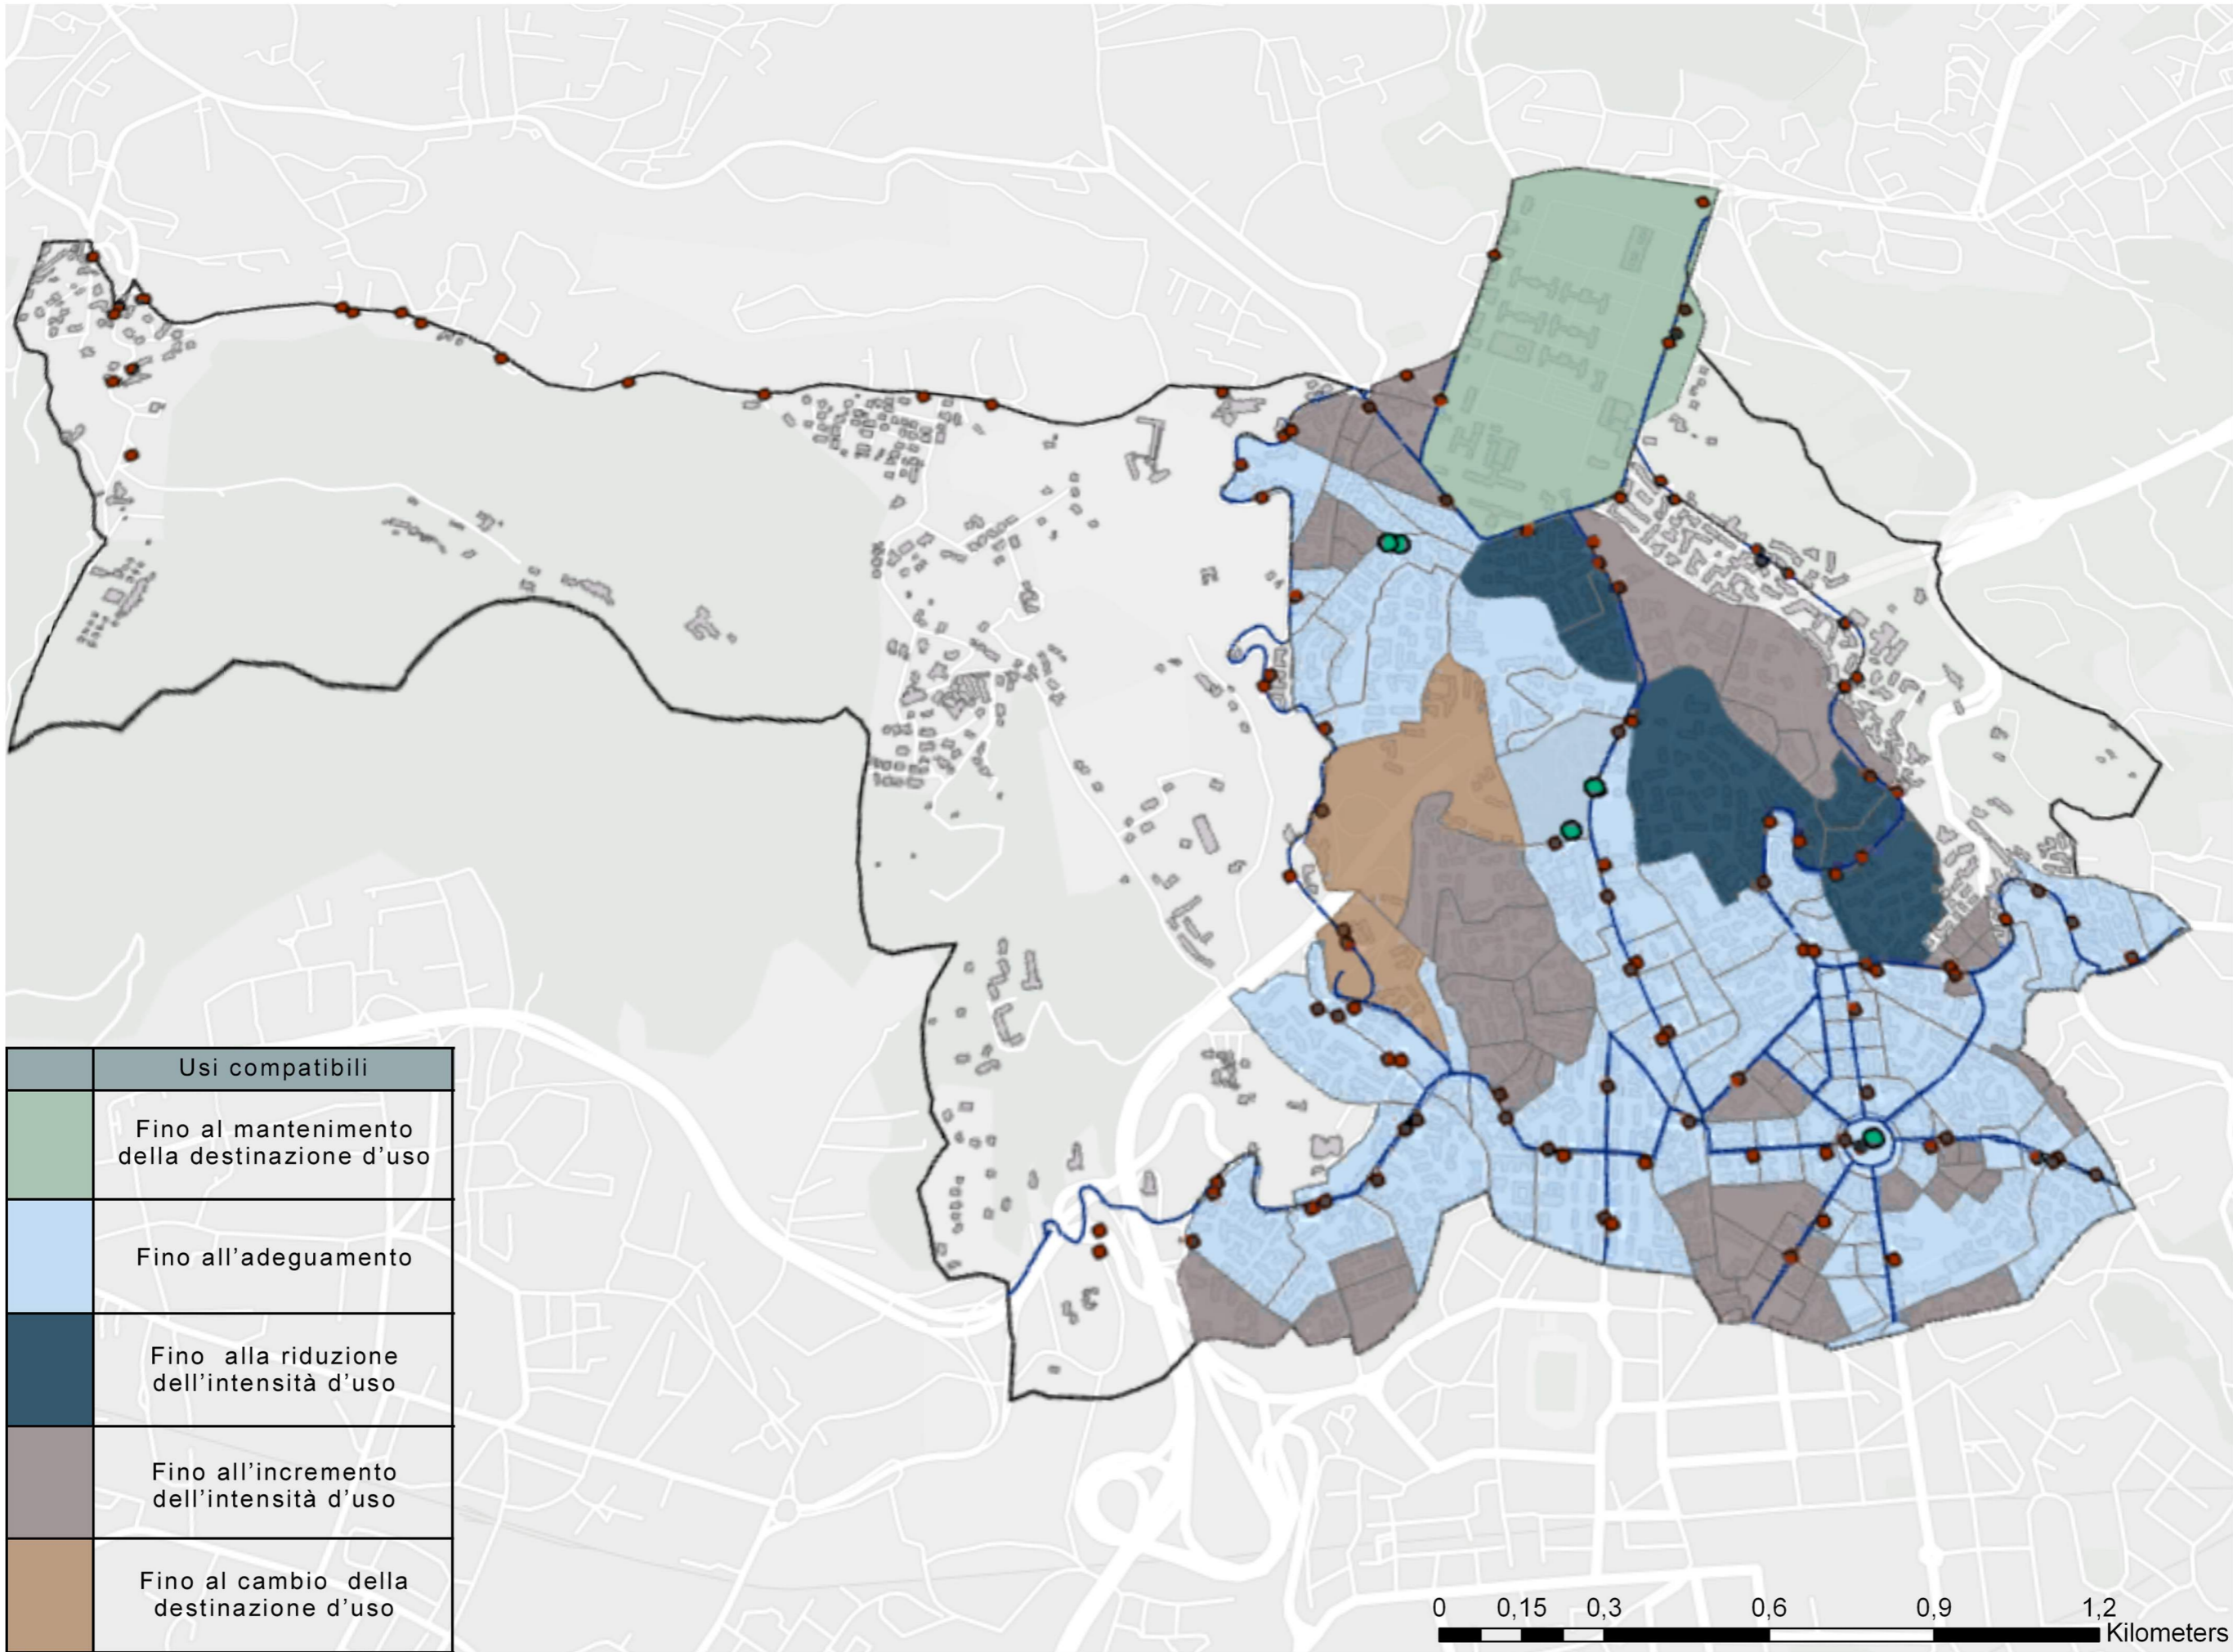 Usi compatibili
Fino al mantenimento
della destinazione d'uso
Fino all'adeguamento
Fino alla riduzione
dell'intensità d'uso
Fino all'incremento
dell'intensità d'uso
Fino al cambio della
destinazione d'uso
0 0,15 0,3 0,6 0,9 1,2
Kilometers